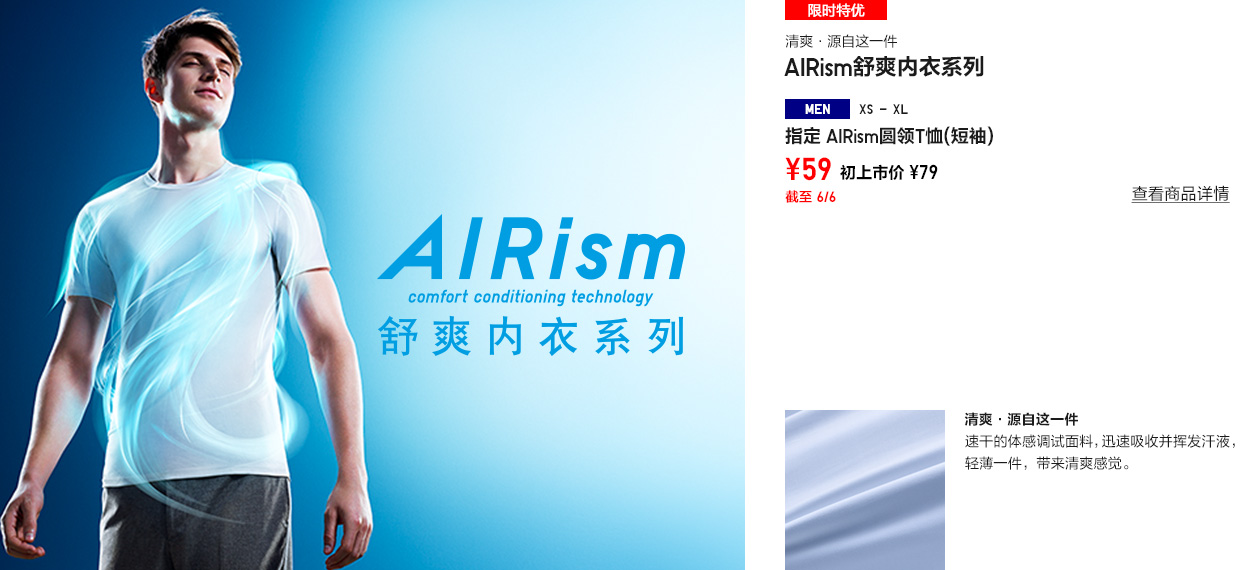 AIRism
comfort conditioning technology
舒爽内衣系列
限时特优
清爽·源自这一件
AIRism舒爽内衣系列
MEN XS - XL
指定 AIRism圆领T恤(短袖)
¥59 初上市价 ¥79
截至 6/6
查看商品详情
清爽·源自这一件
速干的体感调试面料,迅速吸收并挥发汗液,
轻薄一件，带来清爽感觉。